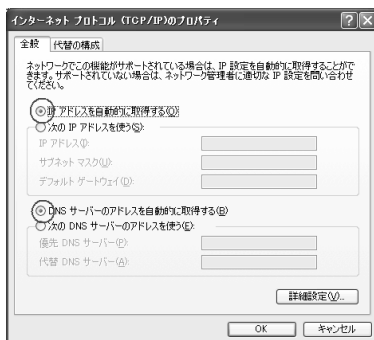 インターネット プロトコル (TCP/IP)のプロパティ
全般
代替の構成
ネットワークでこの機能がサポートされている場合は、IP 設定を自動的に取得することがで
きます。サポートされていない場合は、ネットワーク管理者に適切な IP 設定を問い合わせ
てください。
IP アドレスを自動的に取得する(O)
次の IP アドレスを使う(S):
IP アドレス(I):
サブネット マスク(U):
デフォルト ゲートウェイ(D):
DNS サーバーのアドレスを自動的に取得する(B)
次の DNS サーバーのアドレスを使う(E):
優先 DNS サーバー(P):
代替 DNS サーバー(A):
詳細設定(V)...
OK
キャンセル